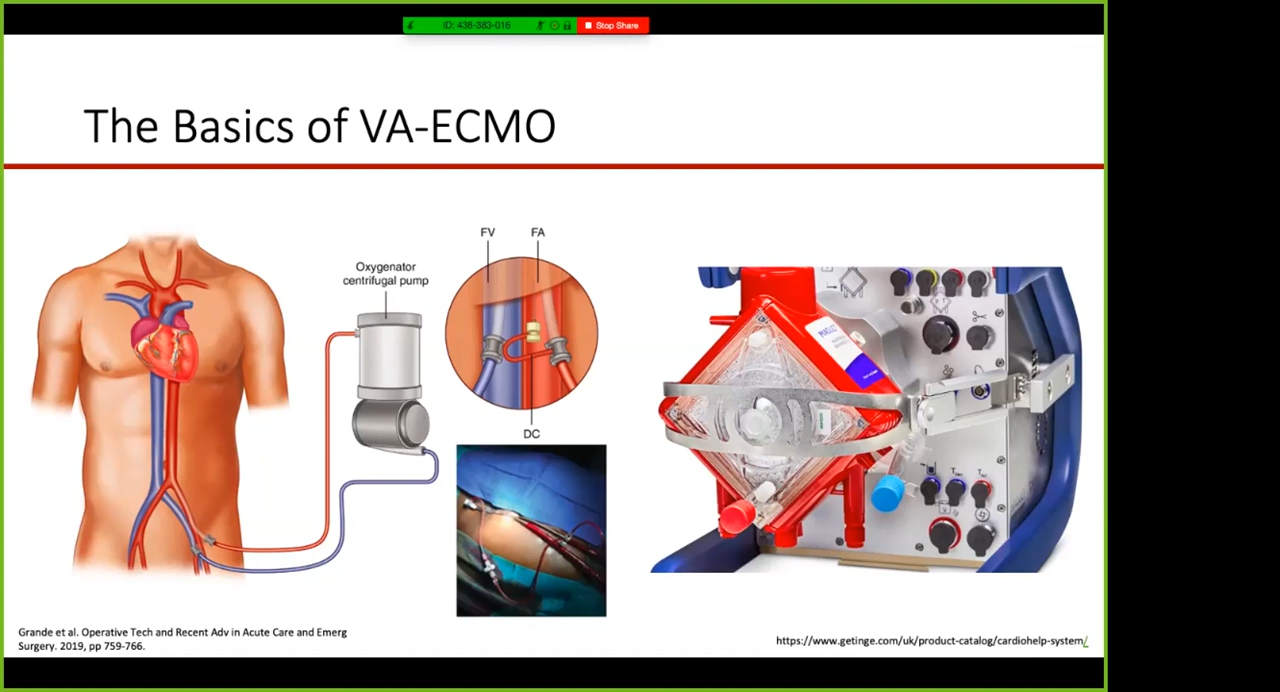 ID: 438-383-016 Stop Share
The Basics of VA-ECMO
FV FA
Oxygenator
centrifugal pump
DC
Grande et al. Operative Tech and Recent Adv in Acute Care and Emerg
Surgery. 2019, pp 759-766.
https://www.getinge.com/uk/product-catalog/cardiohelp-system/